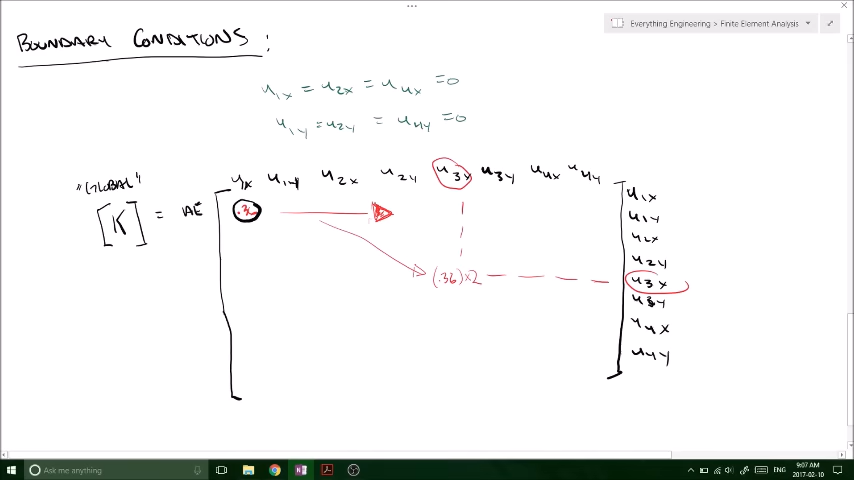 Everything Engineering > Finite Element Analysis
BOUNDARY CONDITIONS :
u1x = u2x = u4x = 0
u1y = u2y = u4y = 0
"GLOBAL" u1x u1y u2x u2y u3x u3y u4x u4y
[K] = AE
u1x
u1y
u2x
u2y
(.36)x2
u3x
u3y
u4x
u4y
Ask me anything
ENG
9:07 AM
2017-02-10